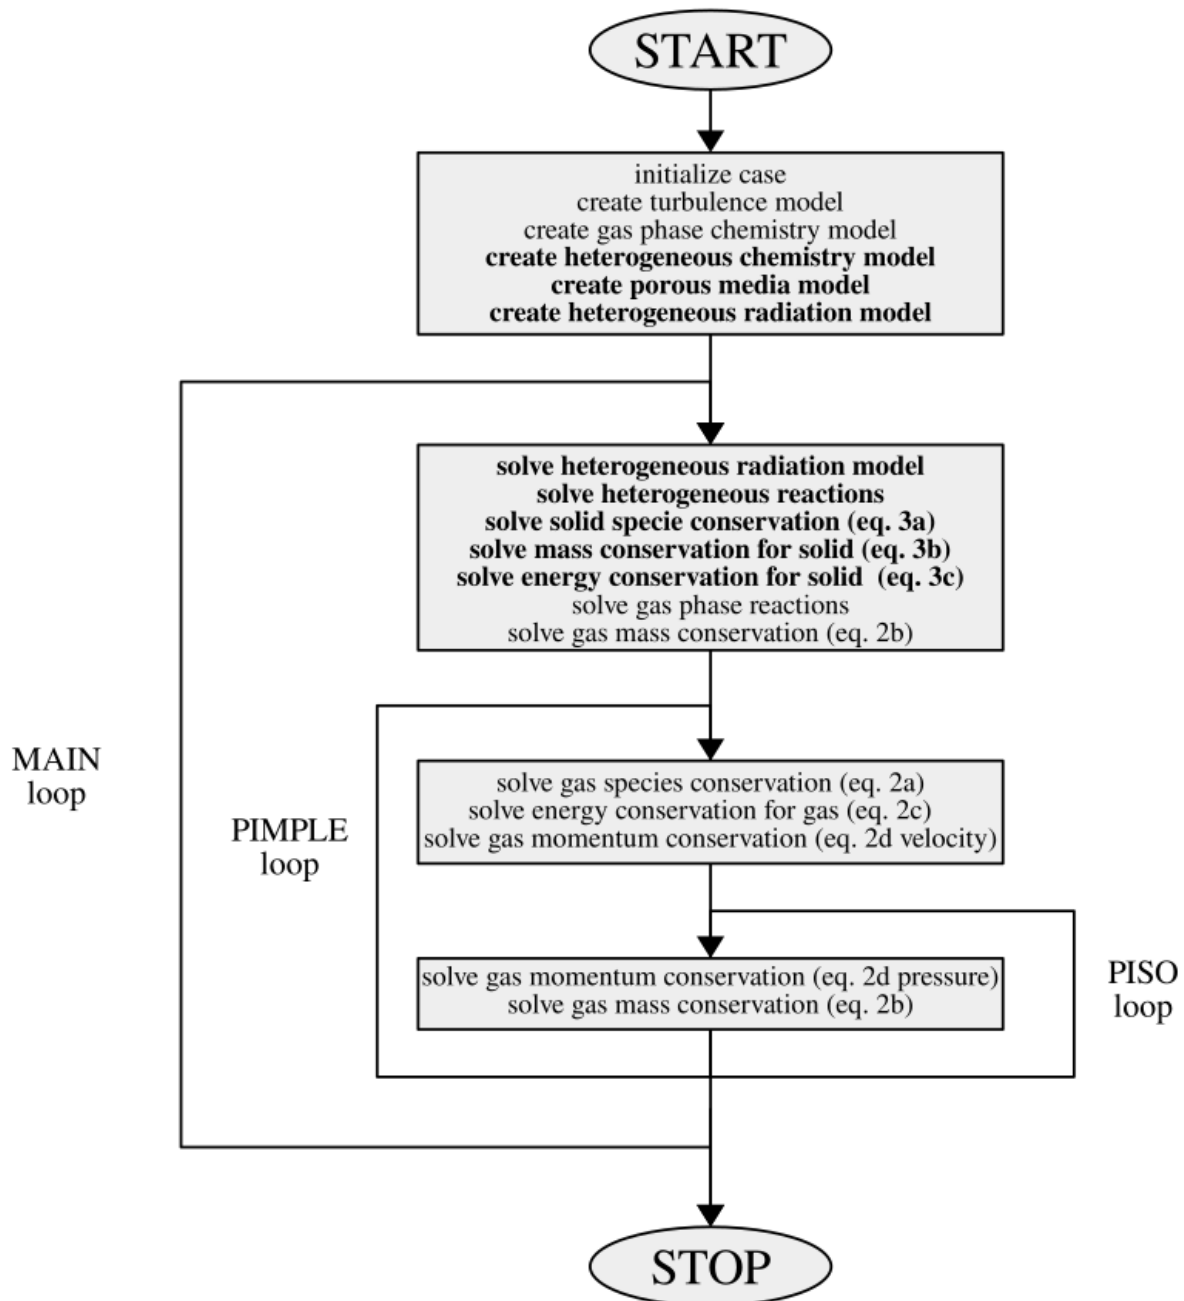 START
initialize case
create turbulence model
create gas phase chemistry model
create heterogeneous chemistry model
create porous media model
create heterogeneous radiation model
solve heterogeneous radiation model
solve heterogeneous reactions
solve solid specie conservation (eq. 3a)
solve mass conservation for solid (eq. 3b)
solve energy conservation for solid (eq. 3c)
solve gas phase reactions
solve gas mass conservation (eq. 2b)
MAIN
loop
PIMPLE
loop
solve gas species conservation (eq. 2a)
solve energy conservation for gas (eq. 2c)
solve gas momentum conservation (eq. 2d velocity)
solve gas momentum conservation (eq. 2d pressure)
solve gas mass conservation (eq. 2b)
PISO
loop
STOP